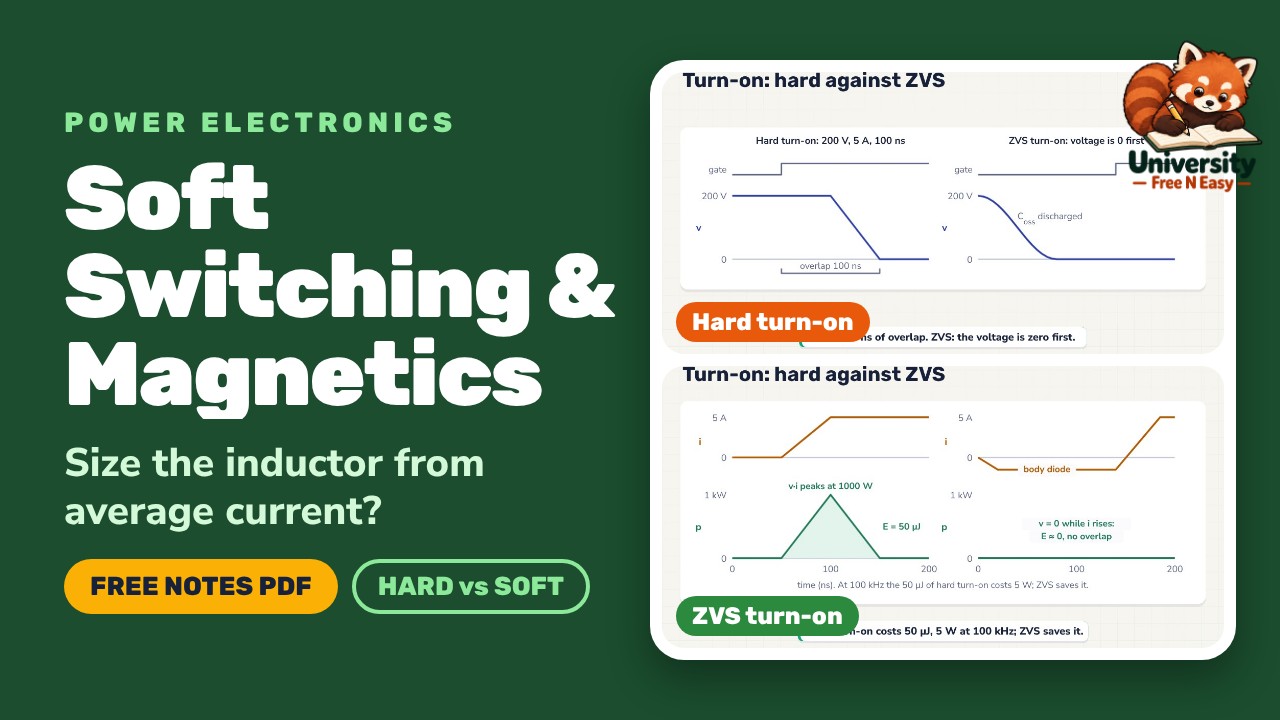 POWER ELECTRONICS
Soft
Switching &
Magnetics
Size the inductor from
average current?
FREE NOTES PDF
HARD vs SOFT
Turn-on: hard against ZVS
Hard turn-on: 200 V, 5 A, 100 ns
gate
200 V
v
0
overlap 100 ns
ZVS turn-on: voltage is 0 first
gate
200 V
v
0
Coss discharged
Hard turn-on
of overlap. ZVS: the voltage is zero first.
University
Free N Easy
Turn-on: hard against ZVS
5 A
i
0
v·i peaks at 1000 W
1 kW
p
E = 50 µJ
0
0
100
200
5 A
i
0
body diode
1 kW
p
v = 0 while i rises:
E ≈ 0, no overlap
0
0
100
200
time (ns). At 100 kHz the 50 µJ of hard turn-on costs 5 W; ZVS saves it.
ZVS turn-on
costs 50 µJ, 5 W at 100 kHz; ZVS saves it.